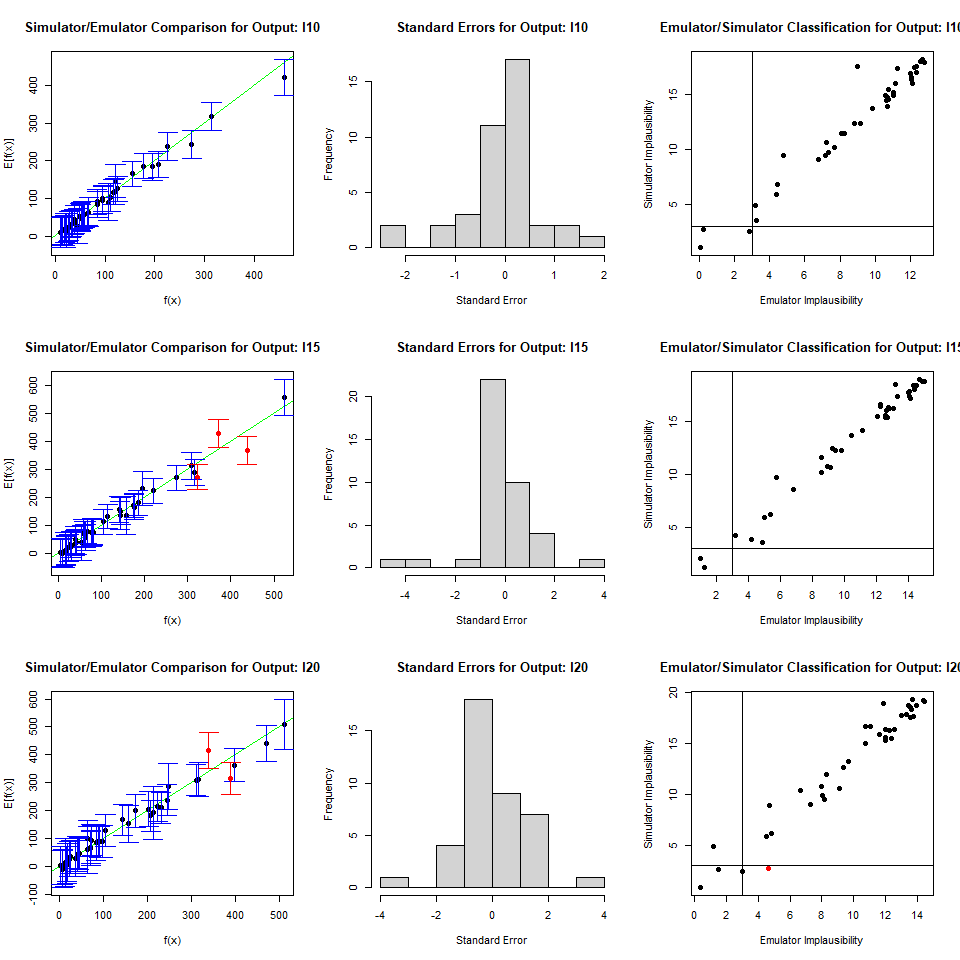 Simulator/Emulator Comparison for Output: I10
Standard Errors for Output: I10
Emulator/Simulator Classification for Output: I10
E[f(x)]
0 100 200 300 400
0 100 200 300 400
f(x)
Frequency
0 5 10 15
-2 -1 0 1 2
Standard Error
Simulator Implausibility
5 10 15
0 2 4 6 8 10 12
Emulator Implausibility
Simulator/Emulator Comparison for Output: I15
Standard Errors for Output: I15
Emulator/Simulator Classification for Output: I15
E[f(x)]
0 100 200 300 400 500 600
0 100 200 300 400 500
f(x)
Frequency
0 5 10 15 20
-4 -2 0 2 4
Standard Error
Simulator Implausibility
5 10 15
2 4 6 8 10 12 14
Emulator Implausibility
Simulator/Emulator Comparison for Output: I20
Standard Errors for Output: I20
Emulator/Simulator Classification for Output: I20
E[f(x)]
-100 0 100 200 300 400 500 600
0 100 200 300 400 500
f(x)
Frequency
0 5 10 15
-4 -2 0 2 4
Standard Error
Simulator Implausibility
5 10 15 20
0 2 4 6 8 10 12 14
Emulator Implausibility